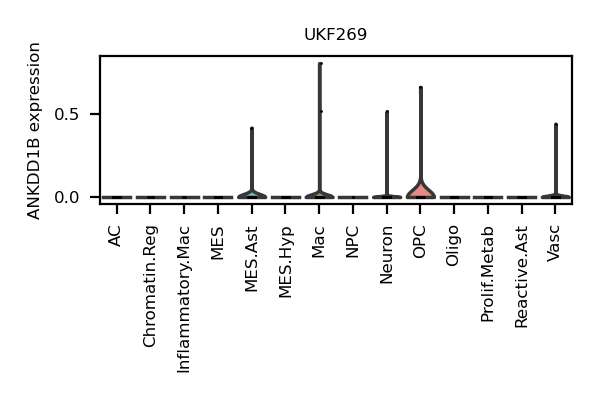 UKF269
ANKDD1B expression
0.5
0.0
AC
Chromatin.Reg
Inflammatory.Mac
MES
MES.Ast
MES.Hyp
Mac
NPC
Neuron
OPC
Oligo
Prolif.Metab
Reactive.Ast
Vasc